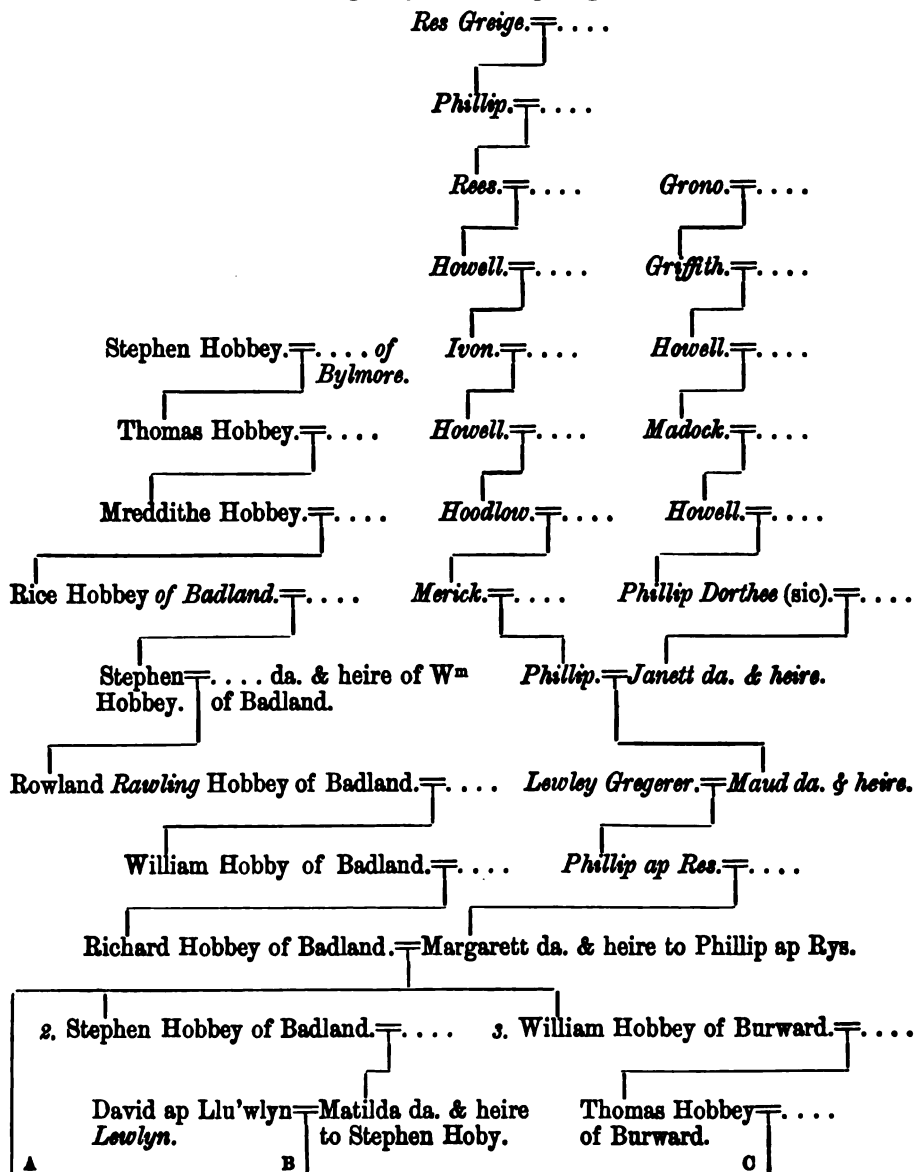 Res Greige.=....
Phillip.=....
Rees.=.... Grono.=....
Howell.=.... Griffith.=....
Stephen Hobbey.=.... of Bylmore. Ivon.=.... Howell.=....
Thomas Hobbey.=.... Howell.=.... Madock.=....
Mreddithe Hobbey.=.... Hoodlow.=.... Howell.=....
Rice Hobbey of Badland.=.... Merick.=.... Phillip Dorthee (sic).=....
Stephen=.... da. & heire of Wm Phillip.=Janett da. & heire.
Hobbey. of Badland.
Rowland Rawling Hobbey of Badland.=.... Lewley Gregerer.=Maud da. & heire.
William Hobby of Badland.=.... Phillip ap Res.=....
Richard Hobbey of Badland.=Margarett da. & heire to Phillip ap Rys.
2. Stephen Hobbey of Badland.=.... 3. William Hobbey of Burward.=....
David ap Llu'wlyn=Matilda da. & heire Thomas Hobbey=....
Lewlyn. to Stephen Hoby. of Burward.
A B C